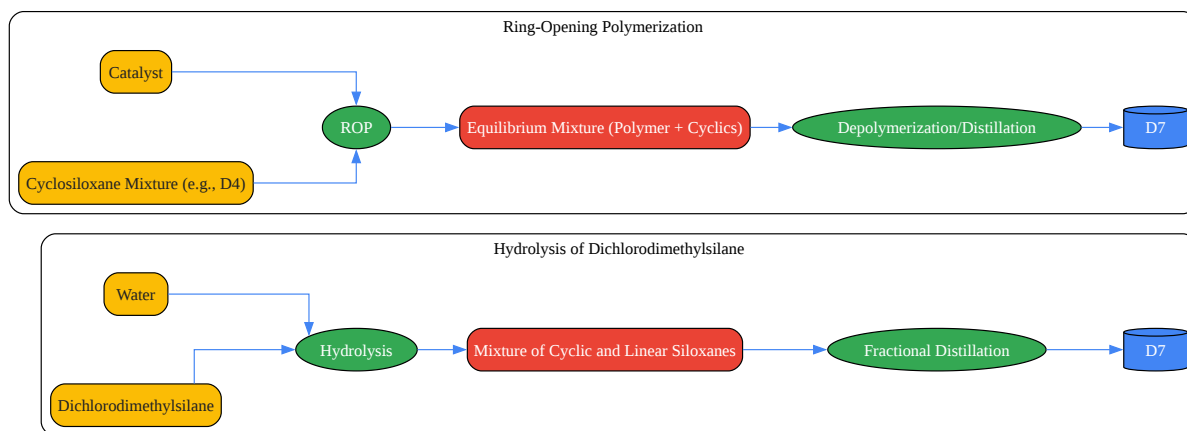 Ring-Opening Polymerization
Catalyst
ROP
Equilibrium Mixture (Polymer + Cyclics)
Depolymerization/Distillation
D7
Cyclosiloxane Mixture (e.g., D4)
Hydrolysis of Dichlorodimethylsilane
Water
Hydrolysis
Mixture of Cyclic and Linear Siloxanes
Fractional Distillation
D7
Dichlorodimethylsilane